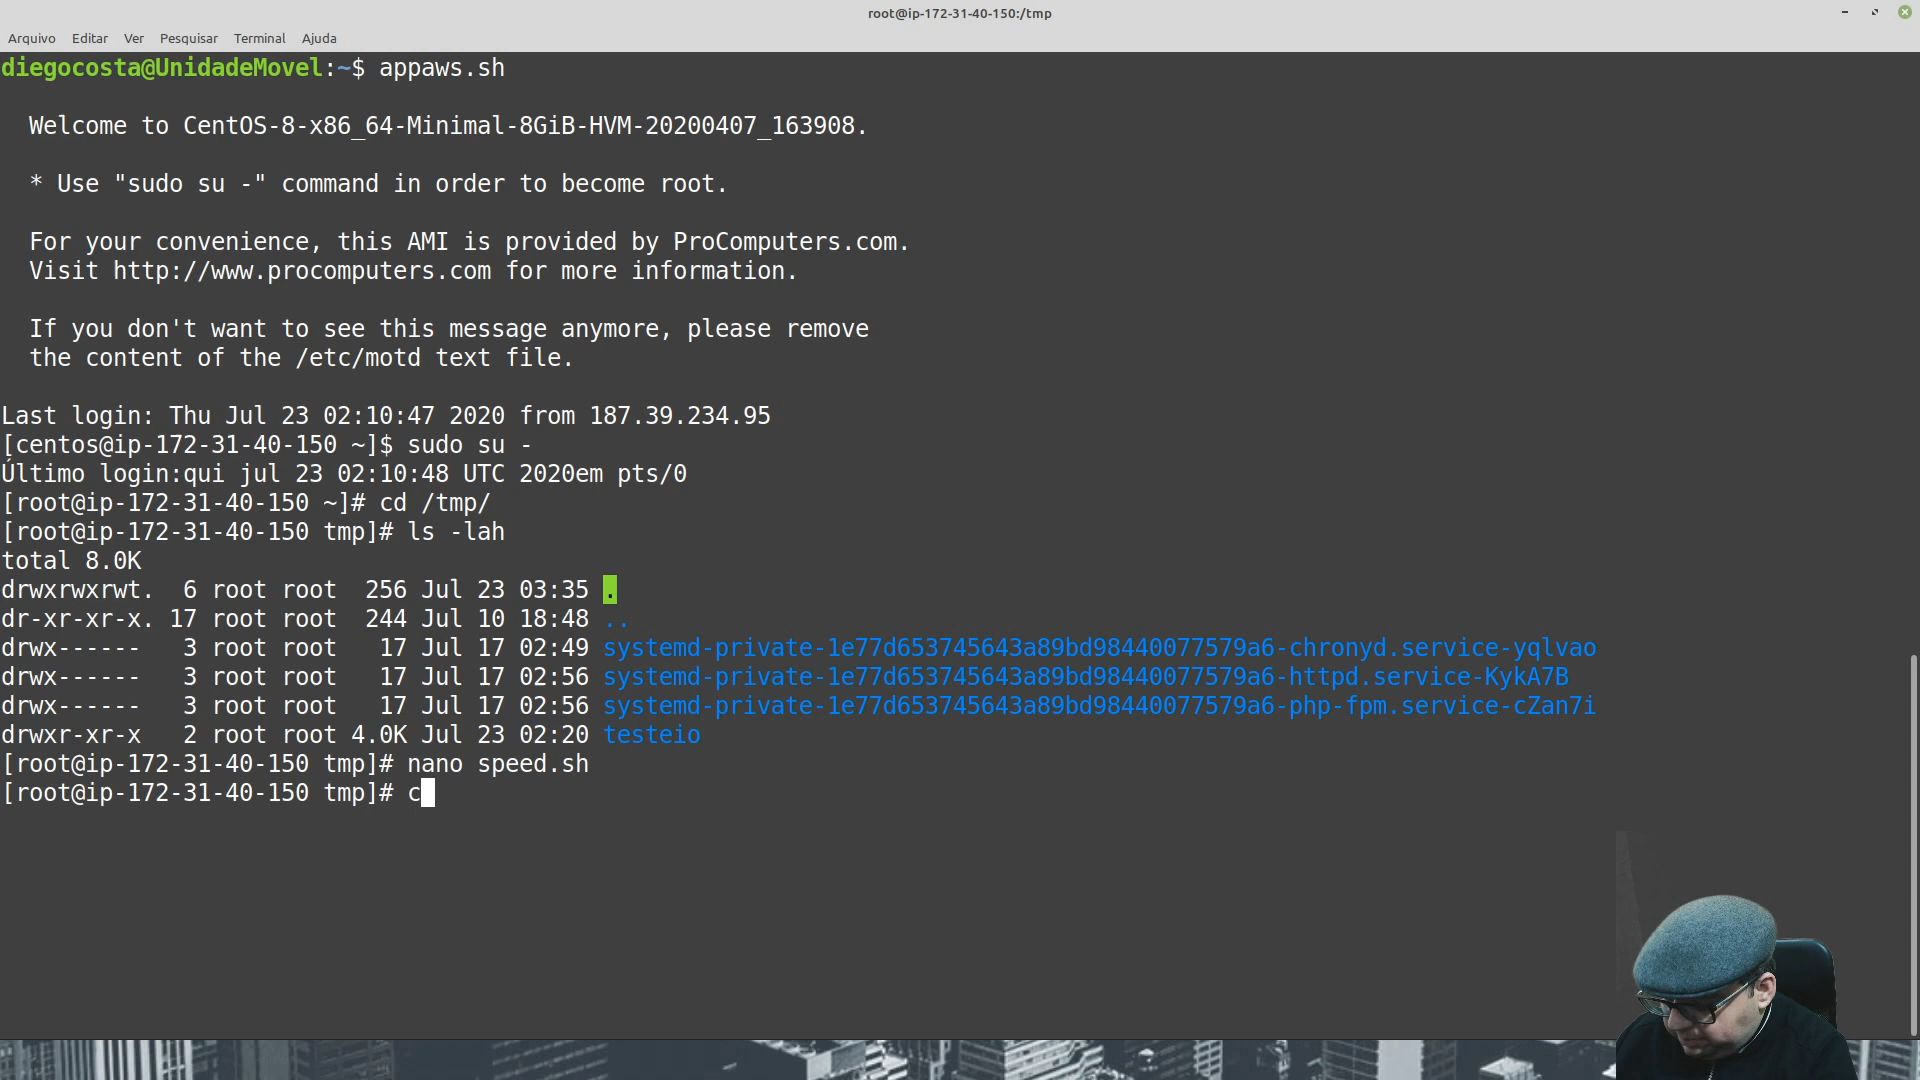 root@ip-172-31-40-150:/tmp
Arquivo Editar Ver Pesquisar Terminal Ajuda
diegocosta@UnidadeMovel:~$ appaws.sh
Welcome to CentOS-8-x86_64-Minimal-8GiB-HVM-20200407_163908.
* Use "sudo su -" command in order to become root.
For your convenience, this AMI is provided by ProComputers.com.
Visit http://www.procomputers.com for more information.
If you don't want to see this message anymore, please remove
the content of the /etc/motd text file.
Last login: Thu Jul 23 02:10:47 2020 from 187.39.234.95
[centos@ip-172-31-40-150 ~]$ sudo su -
Último login:qui jul 23 02:10:48 UTC 2020em pts/0
[root@ip-172-31-40-150 ~]# cd /tmp/
[root@ip-172-31-40-150 tmp]# ls -lah
total 8.0K
drwxrwxrwt.  6 root root  256 Jul 23 03:35 .
dr-xr-xr-x. 17 root root  244 Jul 10 18:48 ..
drwx------   3 root root   17 Jul 17 02:49 systemd-private-1e77d653745643a89bd98440077579a6-chronyd.service-yqlvao
drwx------   3 root root   17 Jul 17 02:56 systemd-private-1e77d653745643a89bd98440077579a6-httpd.service-KykA7B
drwx------   3 root root   17 Jul 17 02:56 systemd-private-1e77d653745643a89bd98440077579a6-php-fpm.service-cZan7i
drwxr-xr-x   2 root root 4.0K Jul 23 02:20 testeio
[root@ip-172-31-40-150 tmp]# nano speed.sh
[root@ip-172-31-40-150 tmp]# c